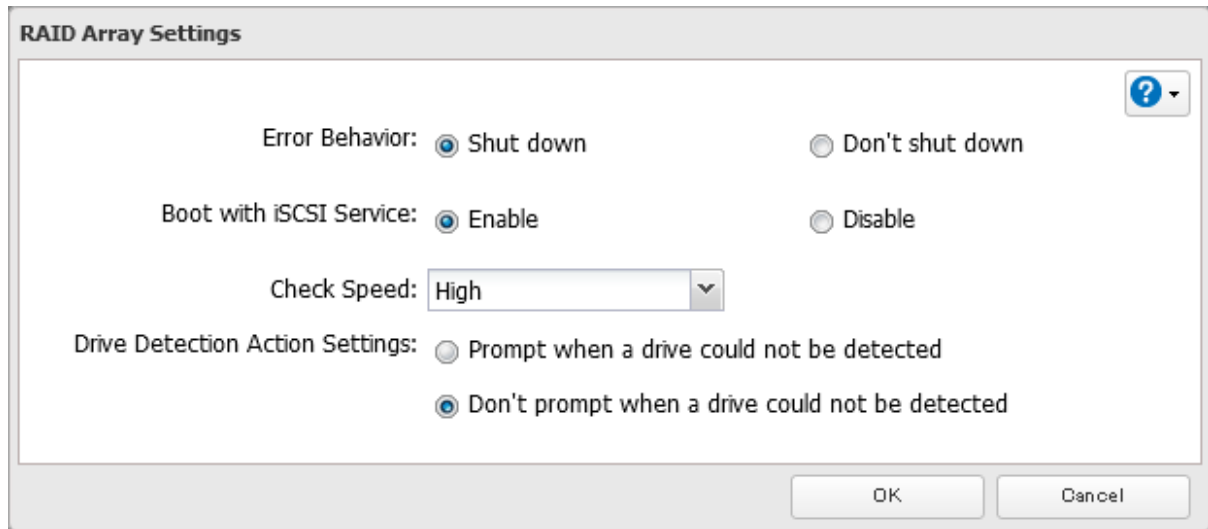 RAID Array Settings
?
Error Behavior: Shut down Don't shut down
Boot with iSCSI Service: Enable Disable
Check Speed: High
Drive Detection Action Settings: Prompt when a drive could not be detected
Don't prompt when a drive could not be detected
OK Cancel